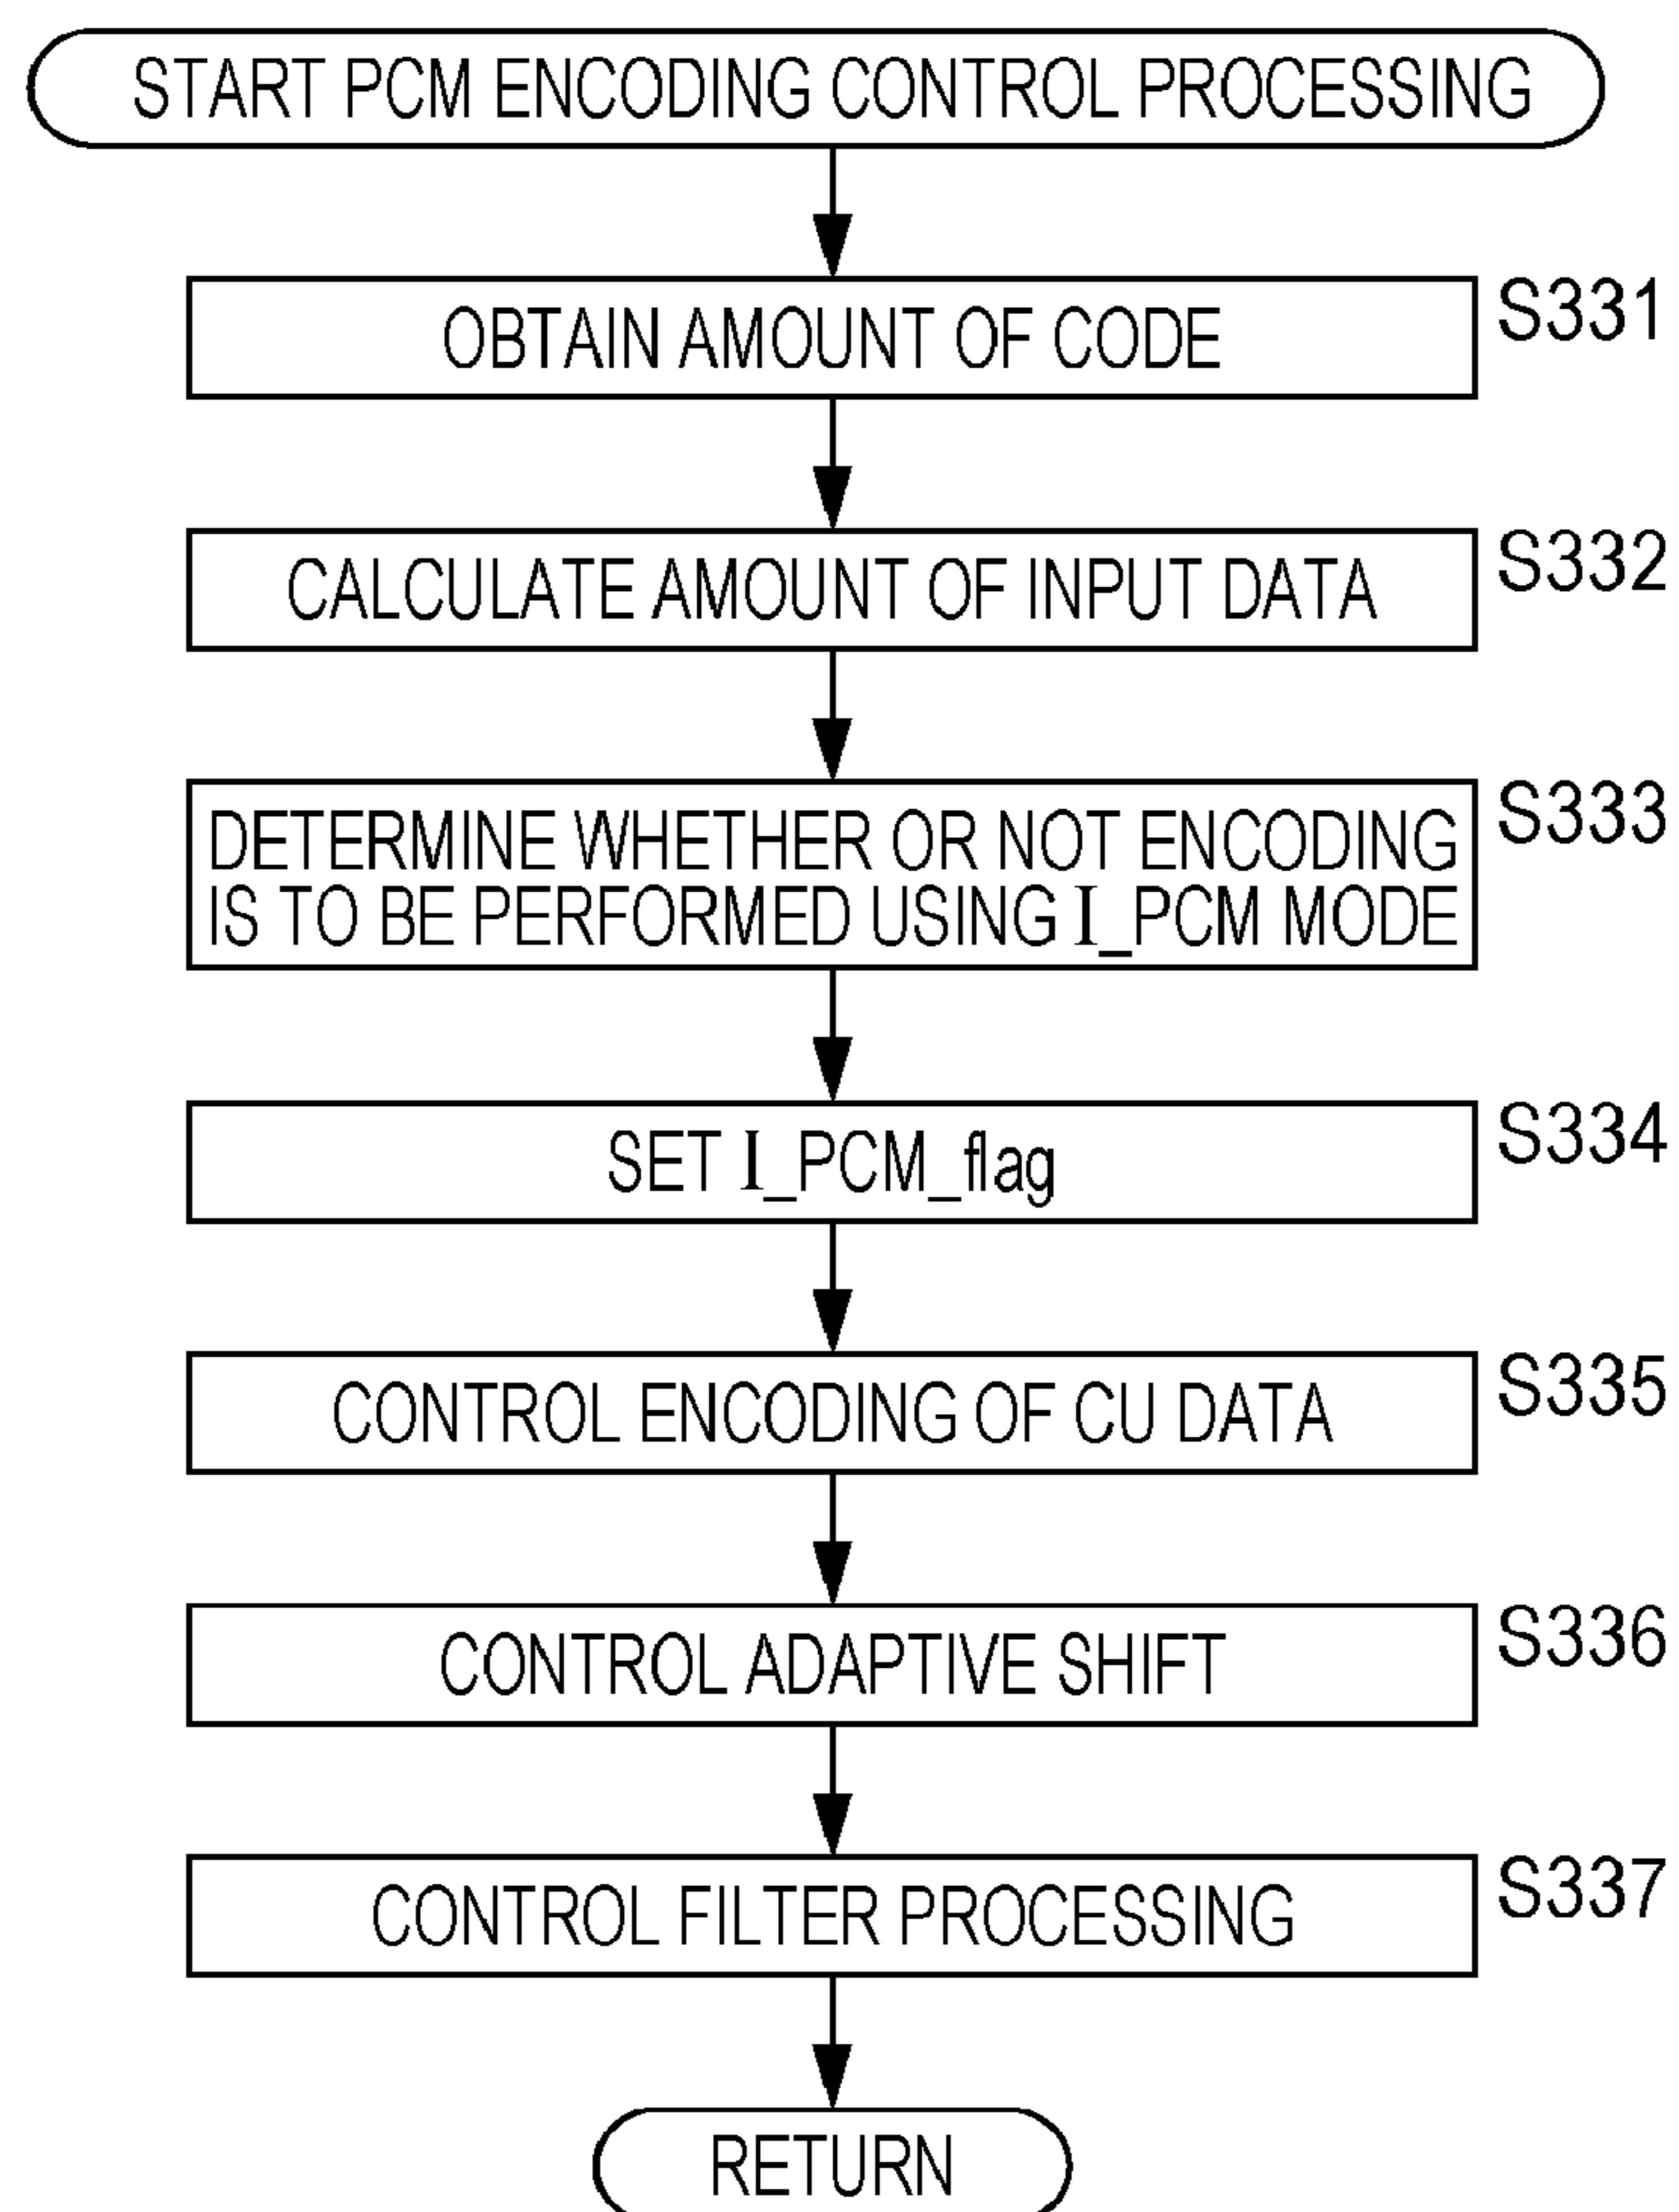 START PCM ENCODING CONTROL PROCESSING
OBTAIN AMOUNT OF CODE
S331
CALCULATE AMOUNT OF INPUT DATA
S332
DETERMINE WHETHER OR NOT ENCODING
IS TO BE PERFORMED USING I_PCM MODE
S333
SET I_PCM_flag
S334
CONTROL ENCODING OF CU DATA
S335
CONTROL ADAPTIVE SHIFT
S336
CONTROL FILTER PROCESSING
S337
RETURN